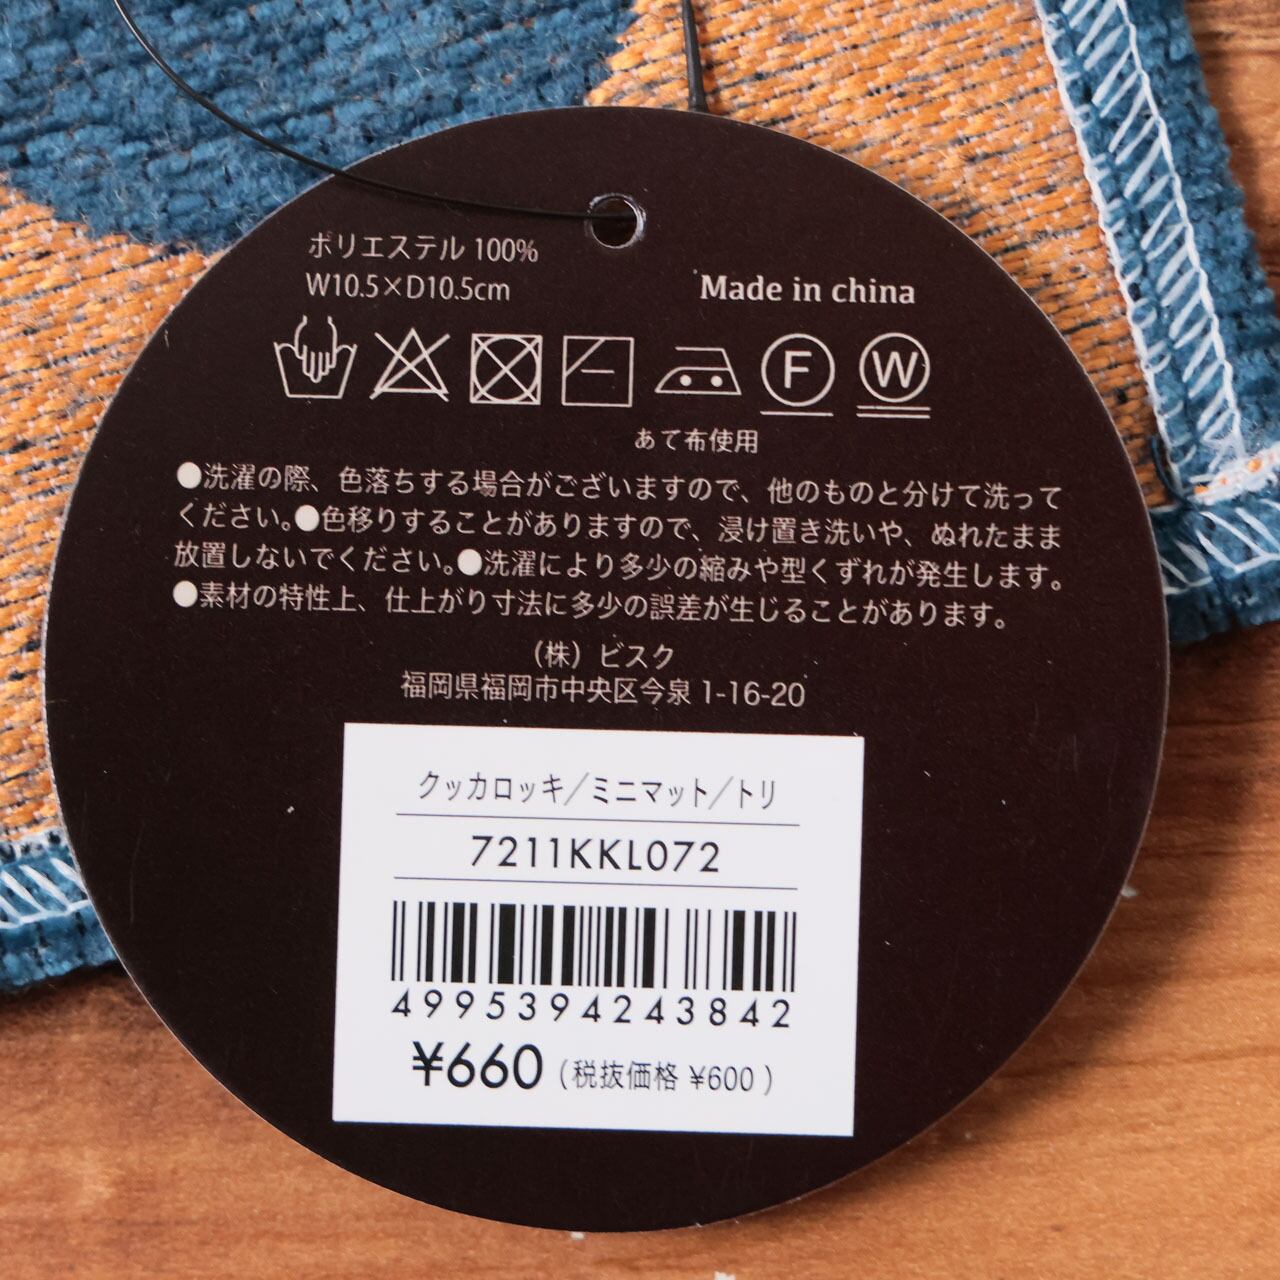 ポリエステル 100%
W10.5×D10.5cm
Made in china
F
W
あて布使用
●洗濯の際、色落ちする場合がございますので、他のものと分けて洗って
ください。●色移りすることがありますので、浸け置き洗いや、ぬれたまま
放置しないでください。●洗濯により多少の縮みや型くずれが発生します。
●素材の特性上、仕上がり寸法に多少の誤差が生じることがあります。
（株）ビスク
福岡県福岡市中央区今泉 1-16-20
クッカロッキ/ミニマット/トリ
7211KKL072
4995394243842
¥660 (税抜価格 ¥600)